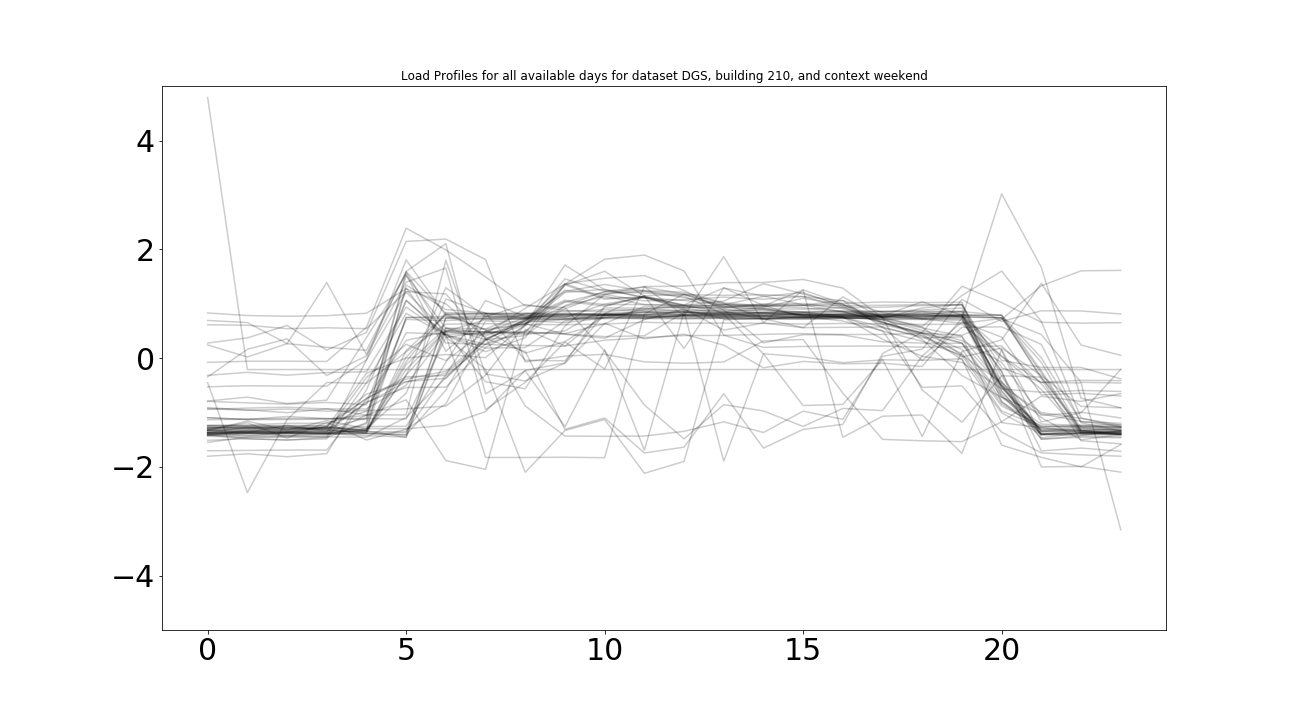 Load Profiles for all available days for dataset DGS, building 210, and context weekend
4
2
0
−2
−4
0 5 10 15 20